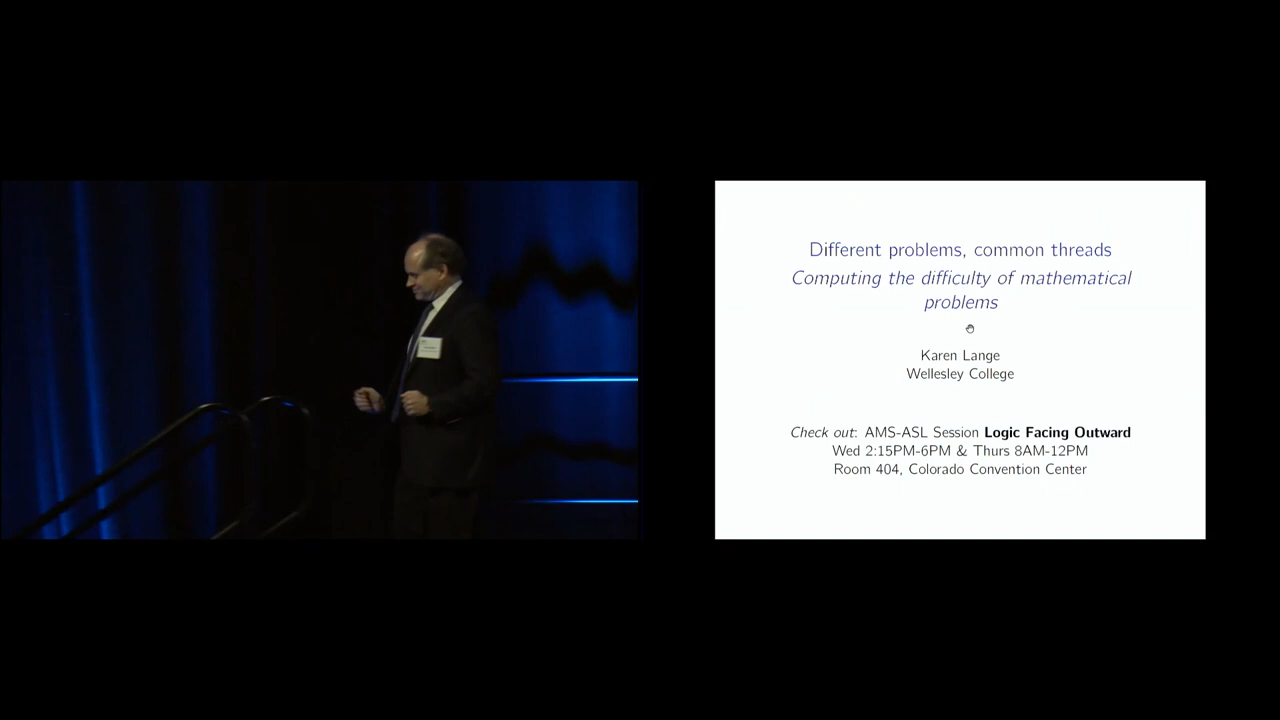 Different problems, common threads
Computing the difficulty of mathematical
problems
Karen Lange
Wellesley College
Check out: AMS-ASL Session Logic Facing Outward
Wed 2:15PM-6PM & Thurs 8AM-12PM
Room 404, Colorado Convention Center